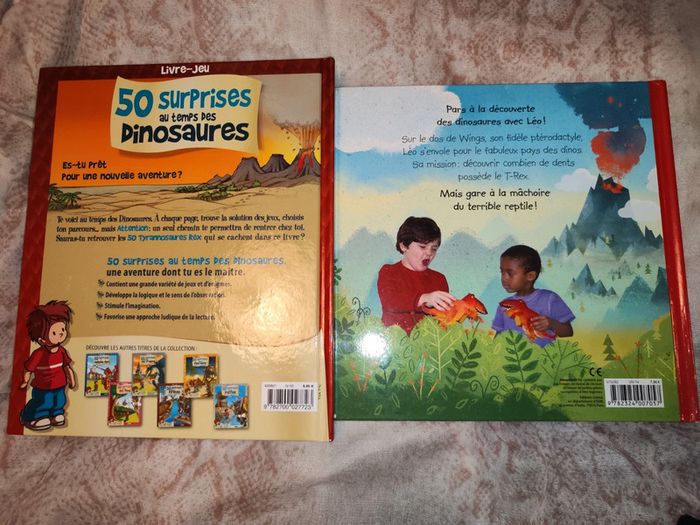 Livre-Jeu
50 surprises
au temps des
Dinosaures
Es-tu prêt
pour une nouvelle aventure ?
Te voici au temps des Dinosaures. À chaque page, trouve la solution des jeux, choisis
ton parcours... mais Attention : un seul chemin te permettra de rentrer chez toi.
Sauras-tu retrouver les 50 Tyrannosaures Rex qui se cachent dans ce livre ?
50 surprises au temps des Dinosaures,
une aventure dont tu es le maître.
Contient une grande variété de jeux et d'énigmes.
Développe la logique et le sens de l'observation.
Stimule l'imagination.
Favorise une approche ludique de la lecture.
DÉCOUVRE LES AUTRES TITRES DE LA COLLECTION :
9 782700 027723
Pars à la découverte
des dinosaures avec Léo !
Sur le dos de Wings, son fidèle ptérodactyle,
Léo s'envole pour le fabuleux pays des dinos.
Sa mission : découvrir combien de dents
possède le T-Rex.
Mais gare à la mâchoire
du terrible reptile !
CE
9 782324 007057